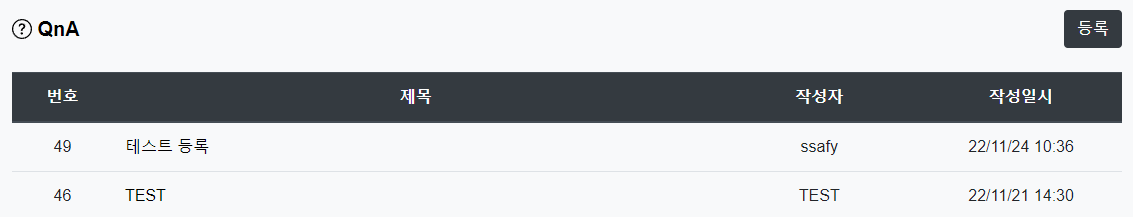 QnA 등록
번호 제목 작성자 작성일시
49 테스트 등록 ssafy 22/11/24 10:36
46 TEST TEST 22/11/21 14:30